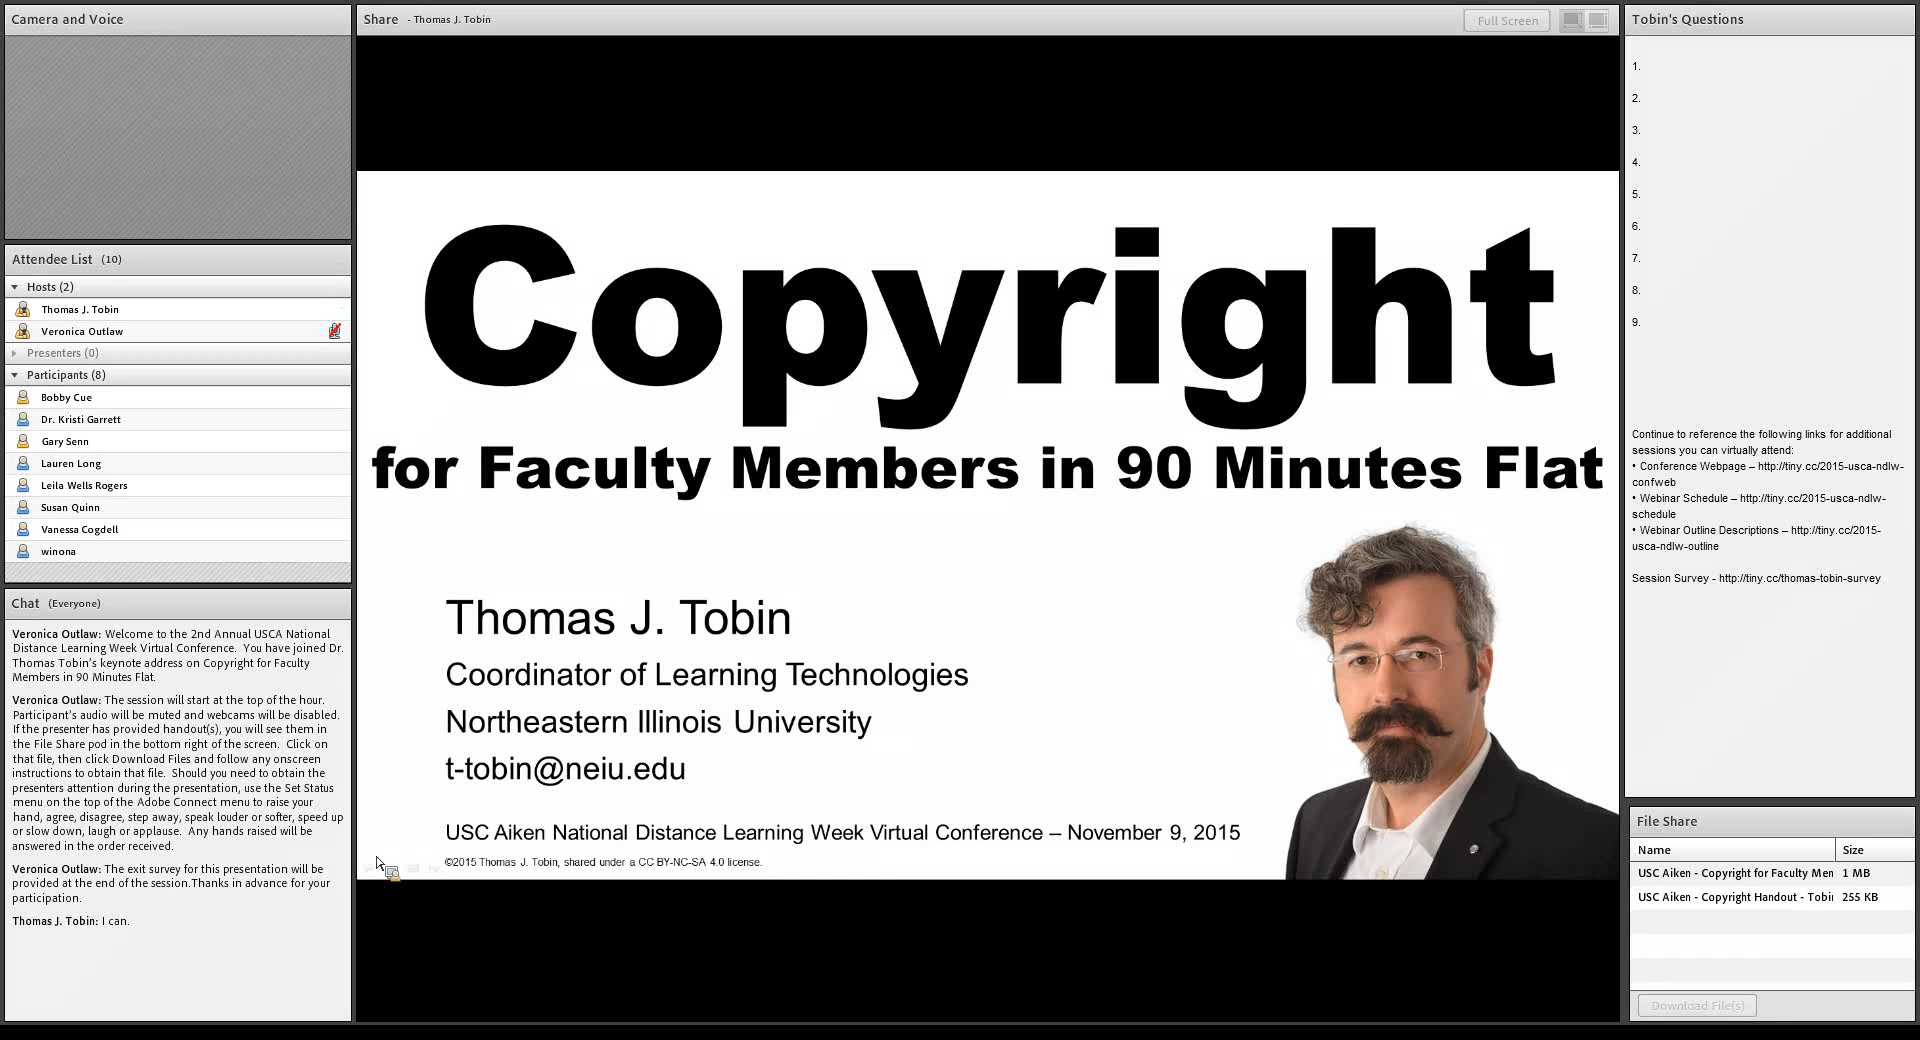 Camera and Voice
Attendee List (10)
Hosts (2)
Thomas J. Tobin
Veronica Outlaw
Presenters (0)
Participants (8)
Bobby Cue
Dr. Kristi Garrett
Gary Senn
Lauren Long
Leila Wells Rogers
Susan Quinn
Vanessa Cogdell
winona
Chat (Everyone)
Veronica Outlaw: Welcome to the 2nd Annual USCA National
Distance Learning Week Virtual Conference. You have joined Dr.
Thomas Tobin's keynote address on Copyright for Faculty
Members in 90 Minutes Flat.
Veronica Outlaw: The session will start at the top of the hour.
Participant's audio will be muted and webcams will be disabled.
If the presenter has provided handout(s), you will see them in
the File Share pod in the bottom right of the screen. Click on
that file, then click Download Files and follow any onscreen
instructions to obtain that file. Should you need to obtain the
presenters attention during the presentation, use the Set Status
menu on the top of the Adobe Connect menu to raise your
hand, agree, disagree, step away, speak louder or softer, speed up
or slow down, laugh or applause. Any hands raised will be
answered in the order received.
Veronica Outlaw: The exit survey for this presentation will be
provided at the end of the session.Thanks in advance for your
participation.
Thomas J. Tobin: I can.
Share - Thomas J. Tobin
Full Screen
Copyright
for Faculty Members in 90 Minutes Flat
Thomas J. Tobin
Coordinator of Learning Technologies
Northeastern Illinois University
t-tobin@neiu.edu
USC Aiken National Distance Learning Week Virtual Conference – November 9, 2015
©2015 Thomas J. Tobin, shared under a CC BY-NC-SA 4.0 license.
Tobin's Questions
1.
2.
3.
4.
5.
6.
7.
8.
9.
Continue to reference the following links for additional
sessions you can virtually attend:
• Conference Webpage – http://tiny.cc/2015-usca-ndlw-
confweb
• Webinar Schedule – http://tiny.cc/2015-usca-ndlw-
schedule
• Webinar Outline Descriptions – http://tiny.cc/2015-
usca-ndlw-outline
Session Survey - http://tiny.cc/thomas-tobin-survey
File Share
Name Size
USC Aiken - Copyright for Faculty Men 1 MB
USC Aiken - Copyright Handout - Tobi 255 KB
Download File(s)